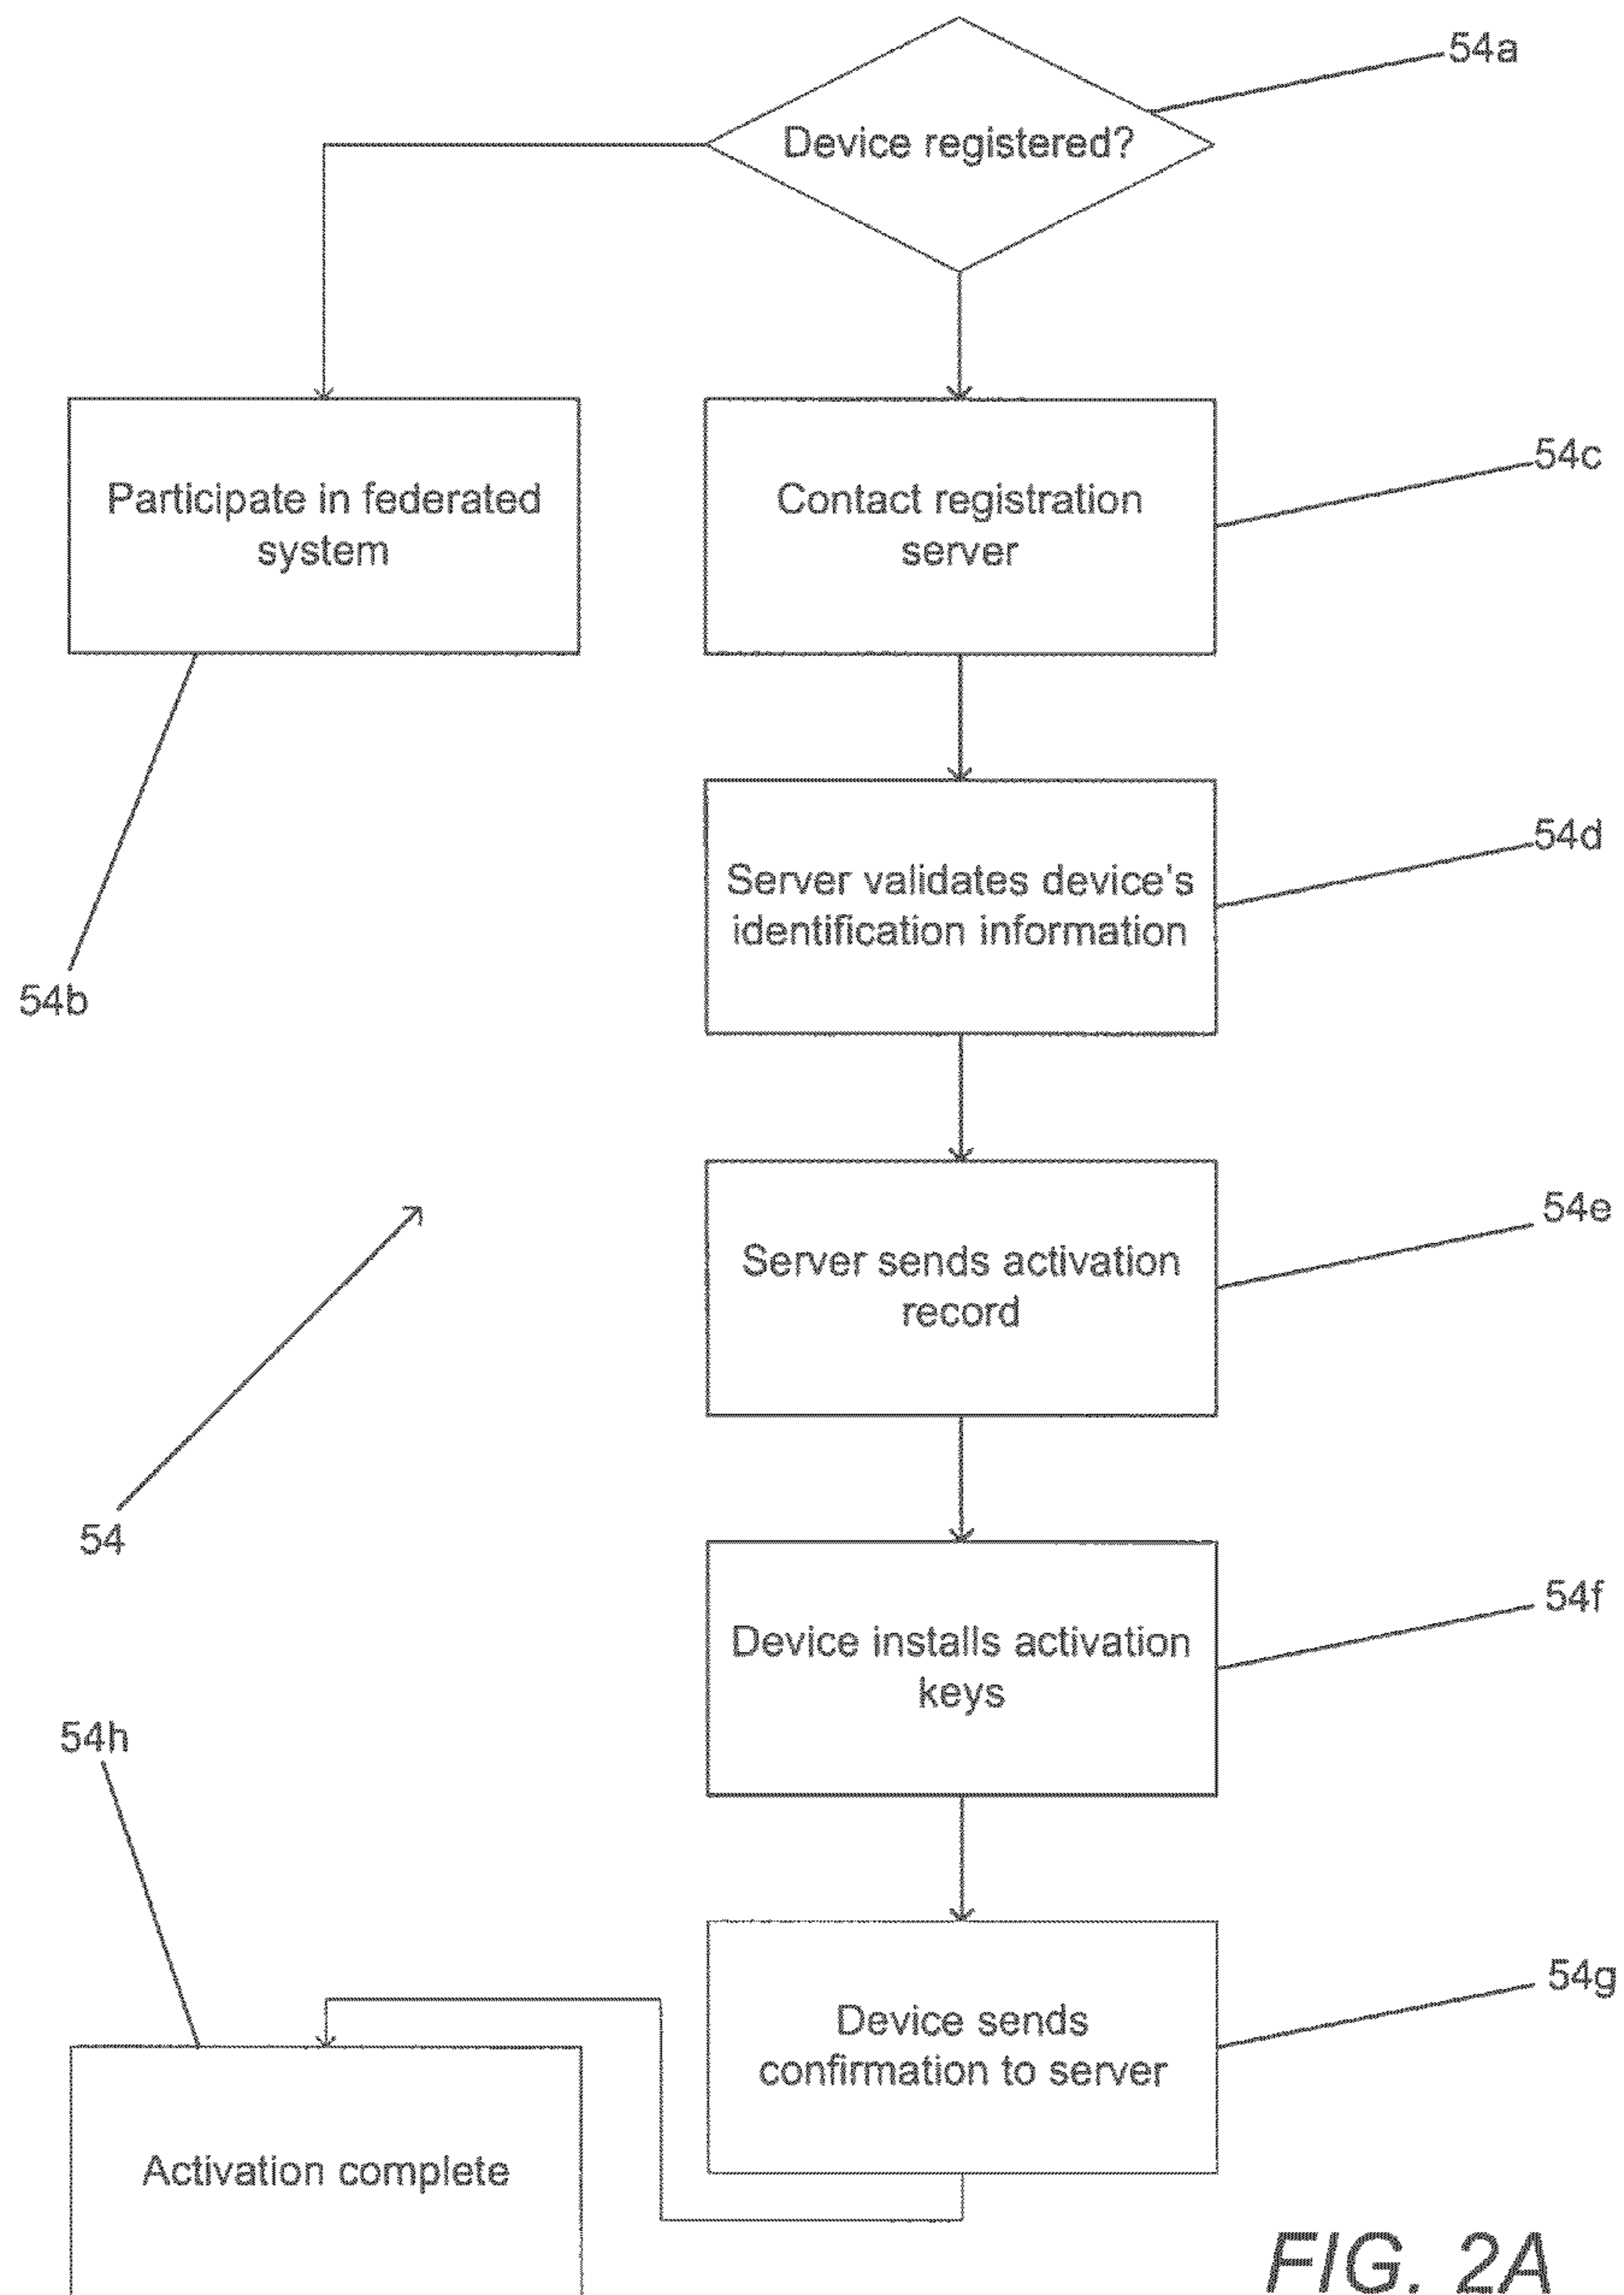 54a
Device registered?
Participate in federated
system
Contact registration
server
54c
54d
Server validates device's
identification information
54b
54e
Server sends activation
record
54
54f
Device installs activation
keys
54h
54g
Device sends
confirmation to server
Activation complete
FIG. 2A